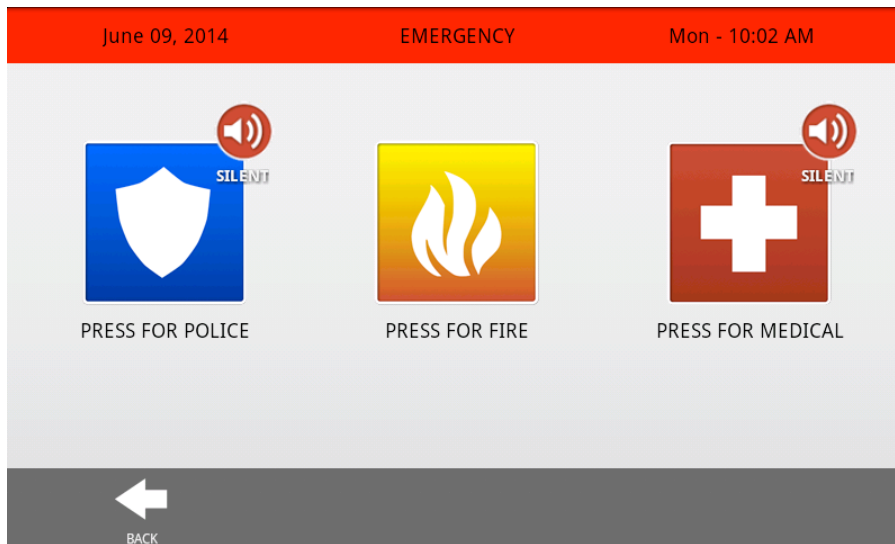 June 09, 2014 EMERGENCY Mon - 10:02 AM
SILENT SILENT
PRESS FOR POLICE PRESS FOR FIRE PRESS FOR MEDICAL
BACK